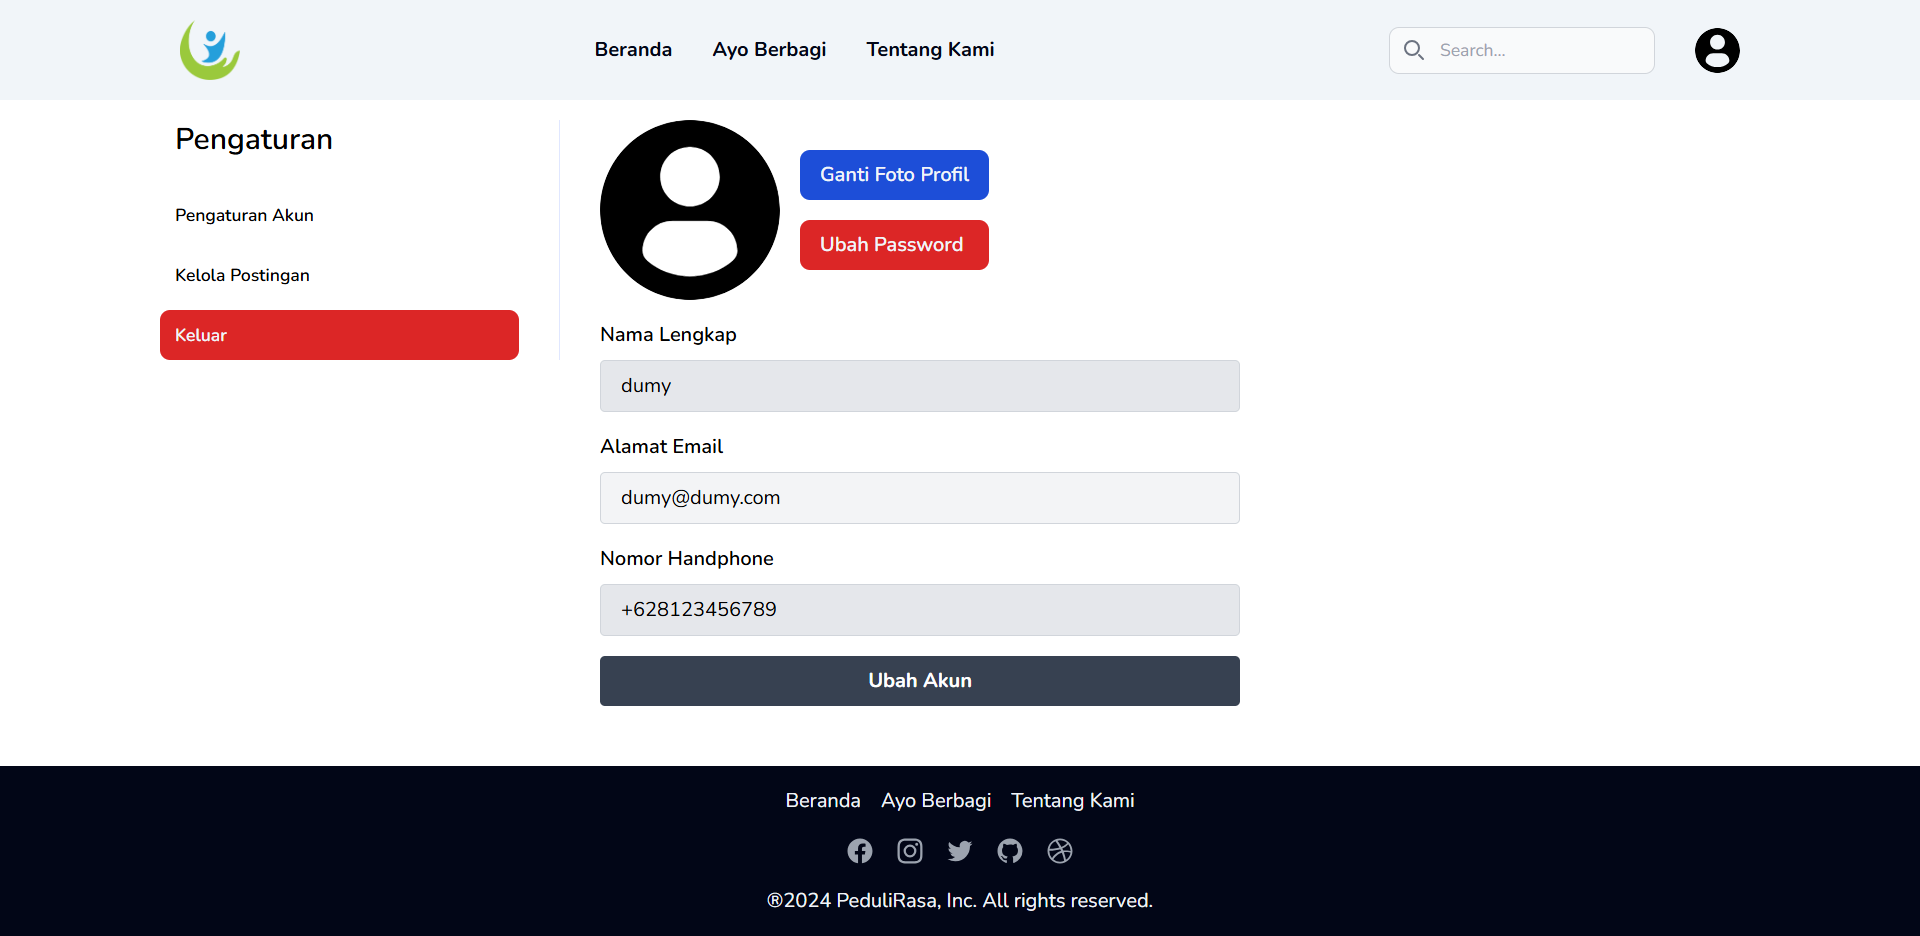 Beranda Ayo Berbagi Tentang Kami Search...
Pengaturan
Pengaturan Akun
Kelola Postingan
Keluar
Ganti Foto Profil
Ubah Password
Nama Lengkap
dumy
Alamat Email
dumy@dumy.com
Nomor Handphone
+628123456789
Ubah Akun
Beranda Ayo Berbagi Tentang Kami
®2024 PeduliRasa, Inc. All rights reserved.